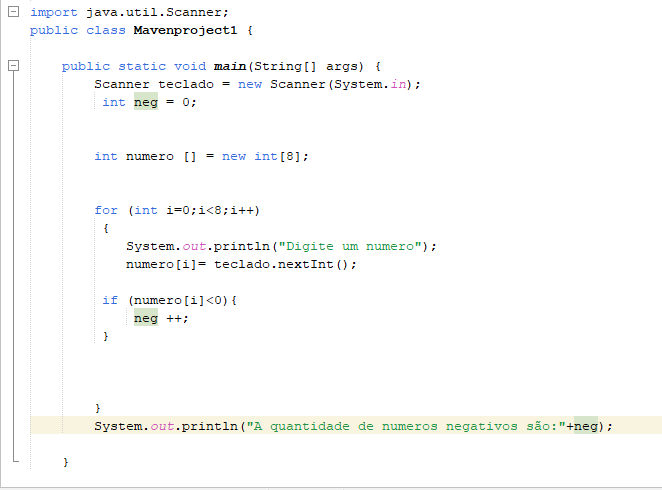 import java.util.Scanner;
public class Mavenproject1 {
public static void main(String[] args) {
Scanner teclado = new Scanner(System.in);
int neg = 0;
int numero [] = new int[8];
for (int i=0;i<8;i++)
{
System.out.println("Digite um numero");
numero[i]= teclado.nextInt();
if (numero[i]<0){
neg ++;
}
}
System.out.println("A quantidade de numeros negativos são:"+neg);
}